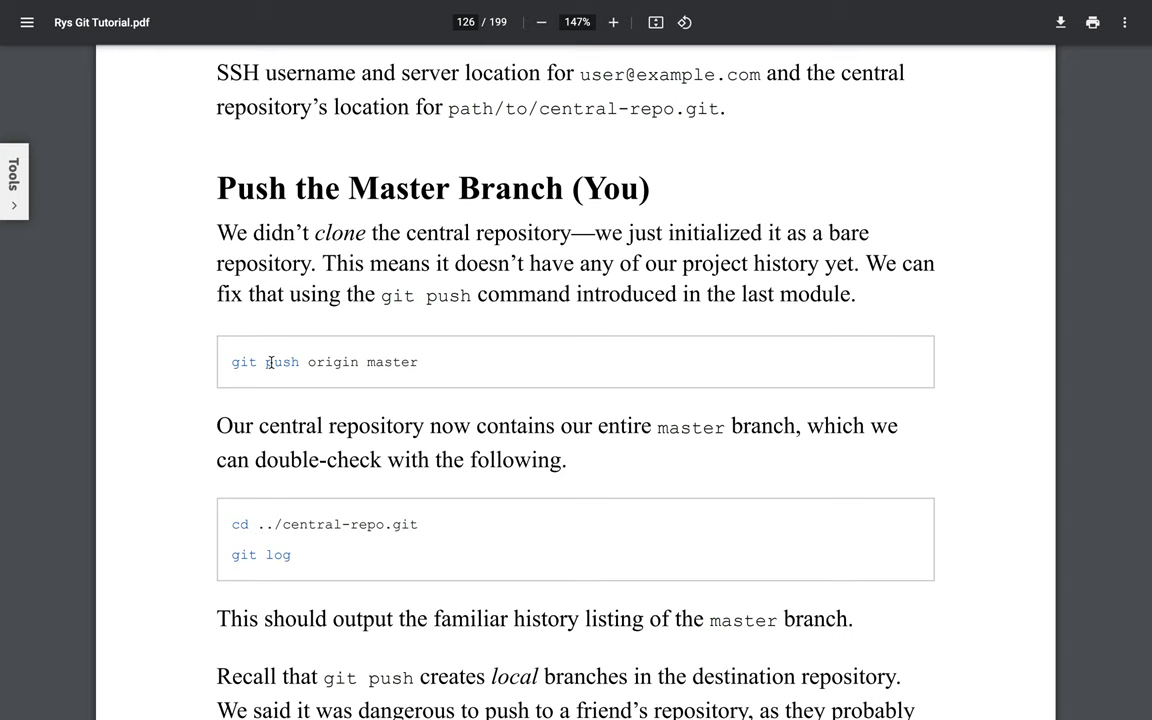 Rys Git Tutorial.pdf
126 / 199
147%
Tools
SSH username and server location for user@example.com and the central
repository’s location for path/to/central-repo.git.
Push the Master Branch (You)
We didn’t clone the central repository—we just initialized it as a bare
repository. This means it doesn’t have any of our project history yet. We can
fix that using the git push command introduced in the last module.
git push origin master
Our central repository now contains our entire master branch, which we
can double-check with the following.
cd ../central-repo.git
git log
This should output the familiar history listing of the master branch.
Recall that git push creates local branches in the destination repository.
We said it was dangerous to push to a friend’s repository, as they probably